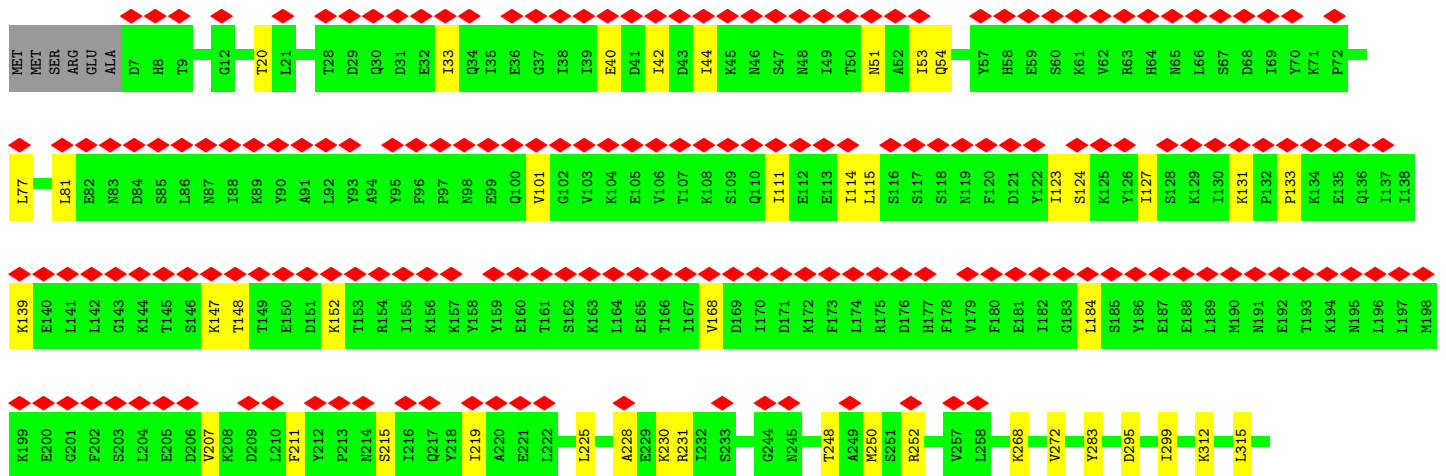 MET MET SER ARG GLU ALA D7 H8 T9 G12 T20 L21 T28 D29 Q30 D31 E32 I33 Q34 I35 E36 G37 I38 I39 E40 D41 I42 D43 I44 K45 N46 S47 N48 I49 T50 N51 A52 I53 Q54 Y57 H58 E59 S60 K61 V62 R63 H64 N65 L66 S67 D68 I69 Y70 K71 P72
L77 L81 E82 N83 D84 S85 L86 N87 I88 K89 Y90 A91 L92 Y93 A94 Y95 F96 P97 N98 E99 Q100 V101 G102 V103 K104 E105 V106 T107 K108 S109 Q110 I111 E112 E113 I114 L115 S116 S117 S118 N119 F120 D121 Y122 I123 S124 K125 Y126 I127 S128 K129 I130 K131 P132 P133 K134 E135 Q136 I137 I138
K139 E140 L141 L142 G143 K144 T145 S146 K147 T148 T149 E150 D151 K152 T153 R154 I155 K156 K157 Y158 Y159 E160 T161 S162 K163 L164 E165 T166 I167 V168 D169 I170 D171 K172 F173 L174 R175 D176 H177 F178 V179 F180 E181 I182 G183 L184 S185 Y186 E187 E188 L189 M190 N191 E192 T193 K194 N195 L196 L197 M198
K199 E200 G201 F202 S203 L204 E205 D206 V207 K208 D209 L210 F211 Y212 P213 N214 S215 I216 Q217 Y218 I219 A220 E221 L222 L225 A228 E229 K230 R231 I232 S233 G244 N245 T248 A249 M250 S251 R252 V257 L258 K268 V272 Y283 D295 I299 K312 L315